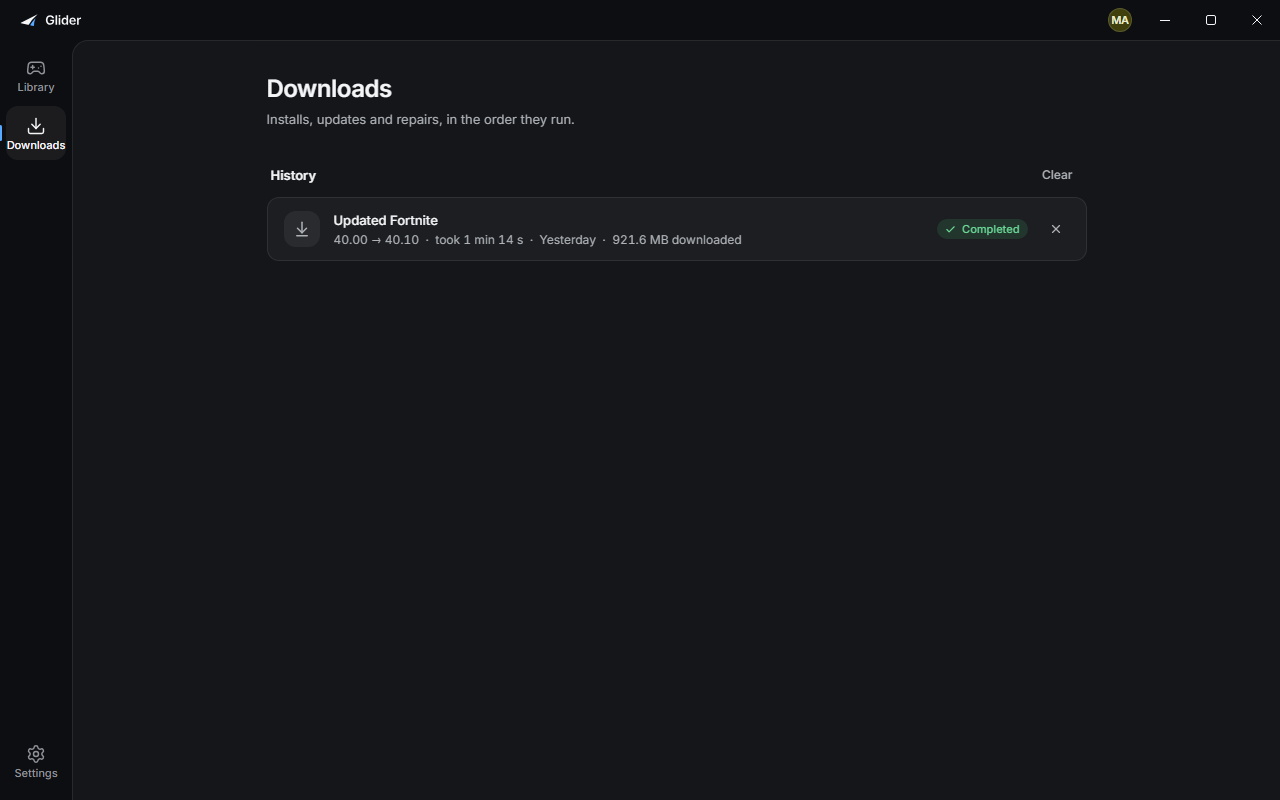 Glider
MA
Library
Downloads
Settings
Downloads
Installs, updates and repairs, in the order they run.
History
Clear
Updated Fortnite
40.00 → 40.10 · took 1 min 14 s · Yesterday · 921.6 MB downloaded
Completed